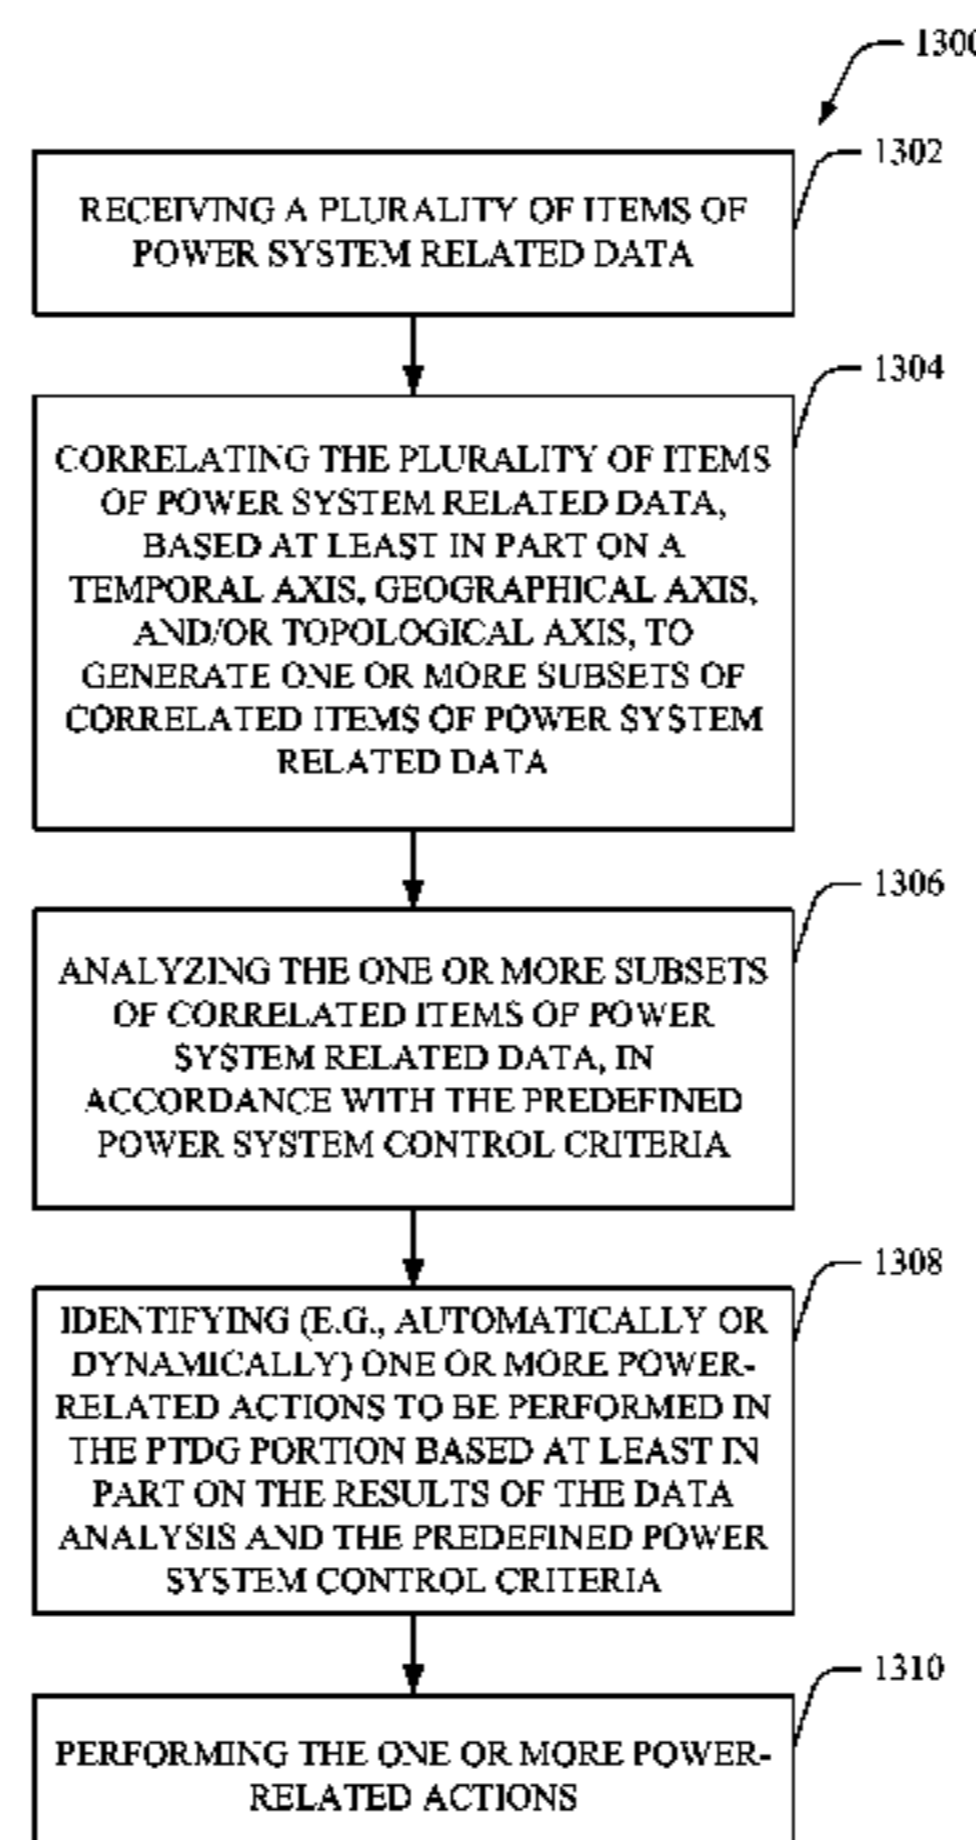 1300
1302
RECEIVING A PLURALITY OF ITEMS OF
POWER SYSTEM RELATED DATA
1304
CORRELATING THE PLURALITY OF ITEMS
OF POWER SYSTEM RELATED DATA,
BASED AT LEAST IN PART ON A
TEMPORAL AXIS, GEOGRAPHICAL AXIS,
AND/OR TOPOLOGICAL AXIS, TO
GENERATE ONE OR MORE SUBSETS OF
CORRELATED ITEMS OF POWER SYSTEM
RELATED DATA
1306
ANALYZING THE ONE OR MORE SUBSETS
OF CORRELATED ITEMS OF POWER
SYSTEM RELATED DATA, IN
ACCORDANCE WITH THE PREDEFINED
POWER SYSTEM CONTROL CRITERIA
1308
IDENTIFYING (E.G., AUTOMATICALLY OR
DYNAMICALLY) ONE OR MORE POWER-
RELATED ACTIONS TO BE PERFORMED IN
THE PTDG PORTION BASED AT LEAST IN
PART ON THE RESULTS OF THE DATA
ANALYSIS AND THE PREDEFINED POWER
SYSTEM CONTROL CRITERIA
1310
PERFORMING THE ONE OR MORE POWER-
RELATED ACTIONS